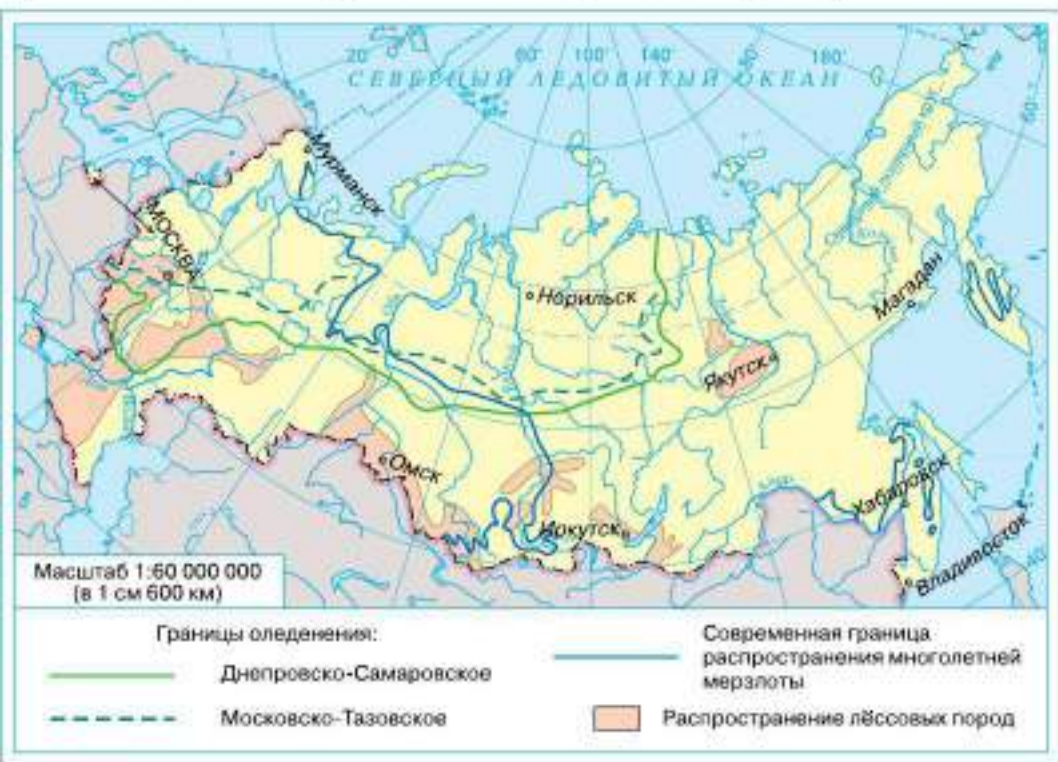 20° 60° 100° 140° 180°
СЕВЕРНЫЙ ЛЕДОВИТЫЙ ОКЕАН
Мурманск
МОСКВА
Норильск
Магадан
Якутск
Омск
Хабаровск
Иркутск
Владивосток
Масштаб 1:60 000 000
(в 1 см 600 км)
Границы оледенения:
Днепровско-Самаровское
Московско-Тазовское
Современная граница
распространения многолетней
мерзлоты
Распространение лёссовых пород